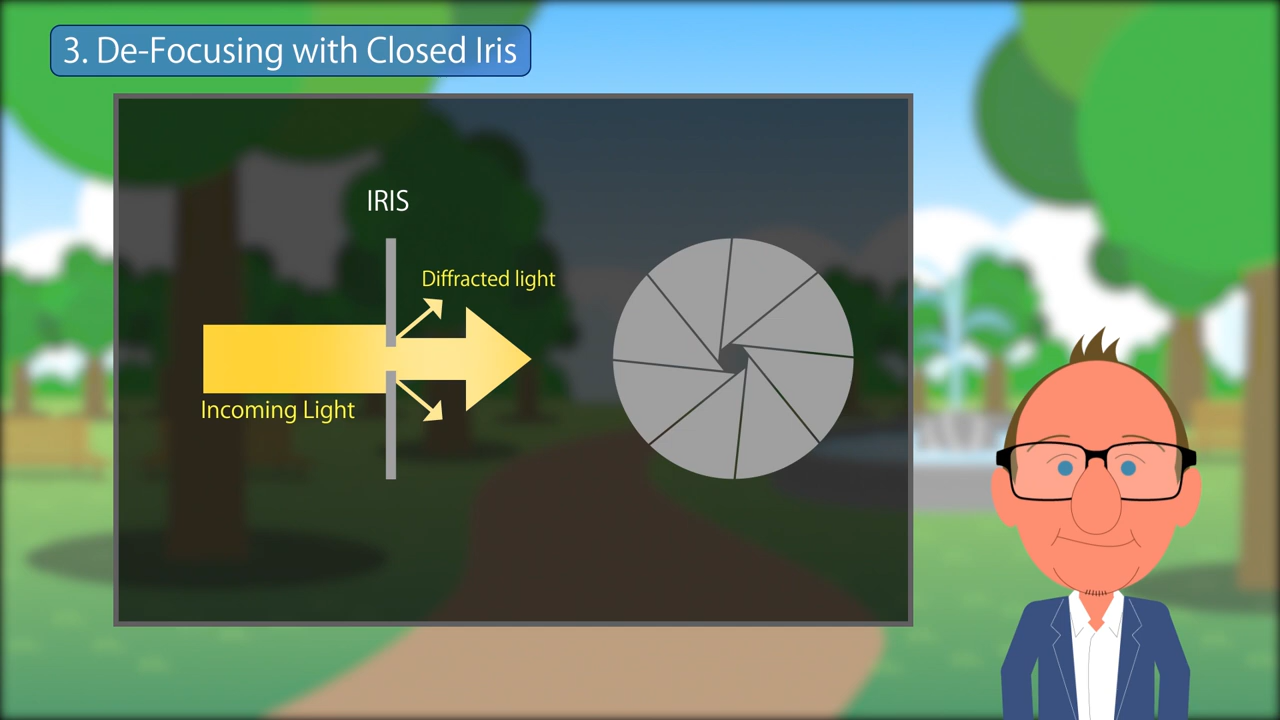 3. De-Focusing with Closed Iris
IRIS
Diffracted light
Incoming Light